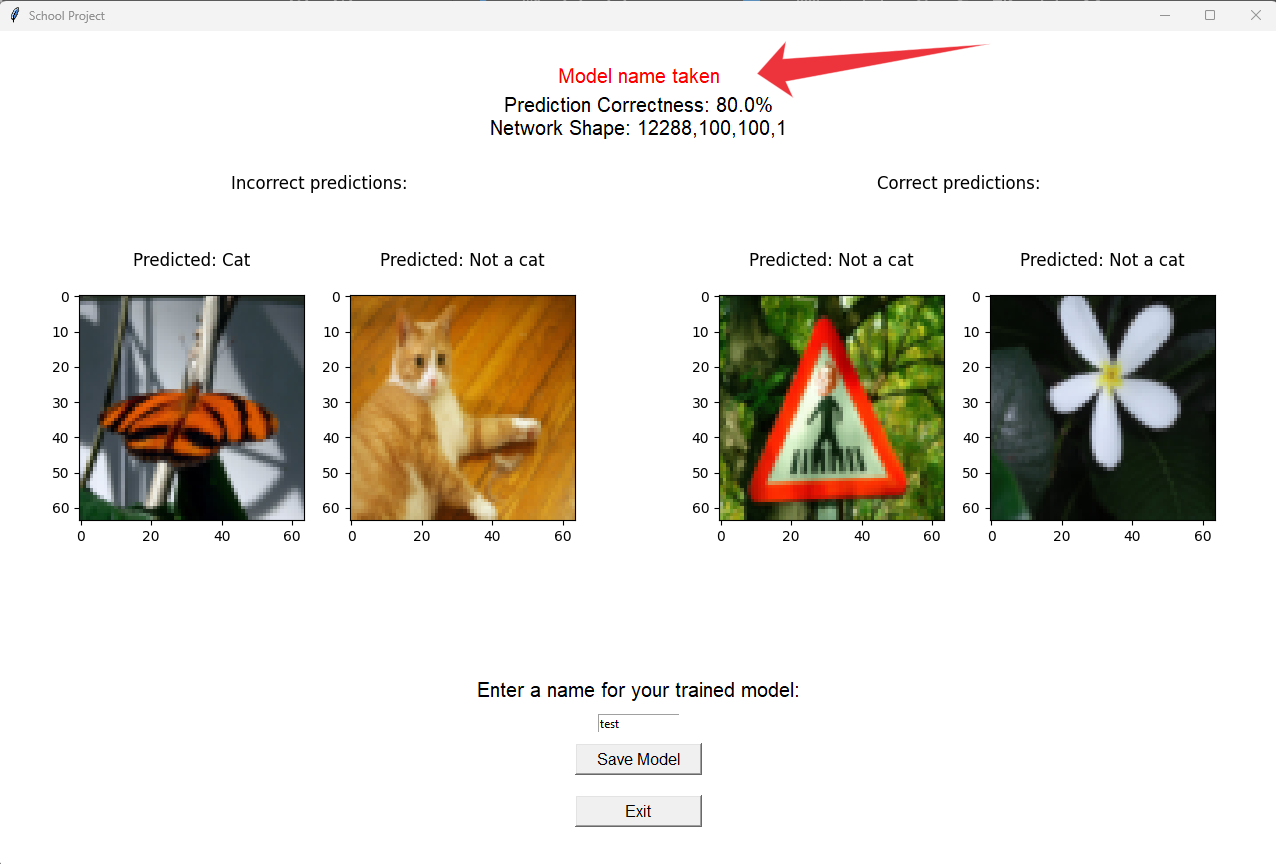 School Project
Model name taken
Prediction Correctness: 80.0%
Network Shape: 12288,100,100,1
Incorrect predictions:
Correct predictions:
Predicted: Cat
Predicted: Not a cat
Predicted: Not a cat
Predicted: Not a cat
0
10
20
30
40
50
60
0 20 40 60
0
10
20
30
40
50
60
0 20 40 60
0
10
20
30
40
50
60
0 20 40 60
0
10
20
30
40
50
60
0 20 40 60
Enter a name for your trained model:
test
Save Model
Exit